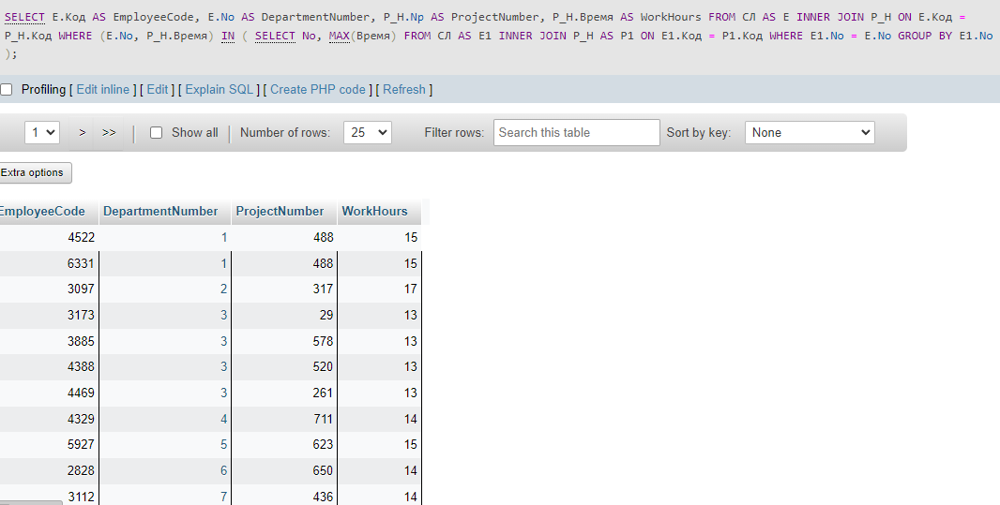 SELECT E.Код AS EmployeeCode, E.No AS DepartmentNumber, P_H.Np AS ProjectNumber, P_H.Время AS WorkHours FROM СЛ AS E INNER JOIN P_H ON E.Код =
P_H.Код WHERE (E.No, P_H.Время) IN ( SELECT No, MAX(Время) FROM СЛ AS E1 INNER JOIN P_H AS P1 ON E1.Код = P1.Код WHERE E1.No = E.No GROUP BY E1.No
);
Profiling [ Edit inline ] [ Edit ] [ Explain SQL ] [ Create PHP code ] [ Refresh ]
1 > >> | Show all | Number of rows: 25 Filter rows: Search this table Sort by key: None
Extra options
EmployeeCode DepartmentNumber ProjectNumber WorkHours
4522 1 488 15
6331 1 488 15
3097 2 317 17
3173 3 29 13
3885 3 578 13
4388 3 520 13
4469 3 261 13
4329 4 711 14
5927 5 623 15
2828 6 650 14
3112 7 436 14